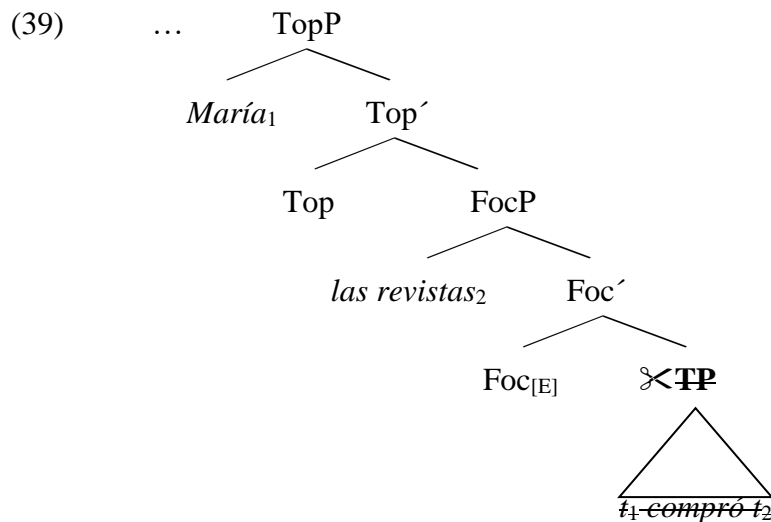 (39) … TopP
María₁ Top´
Top FocP
las revistas₂ Foc´
Foc[E] ✂TP
t₁ compró t₂